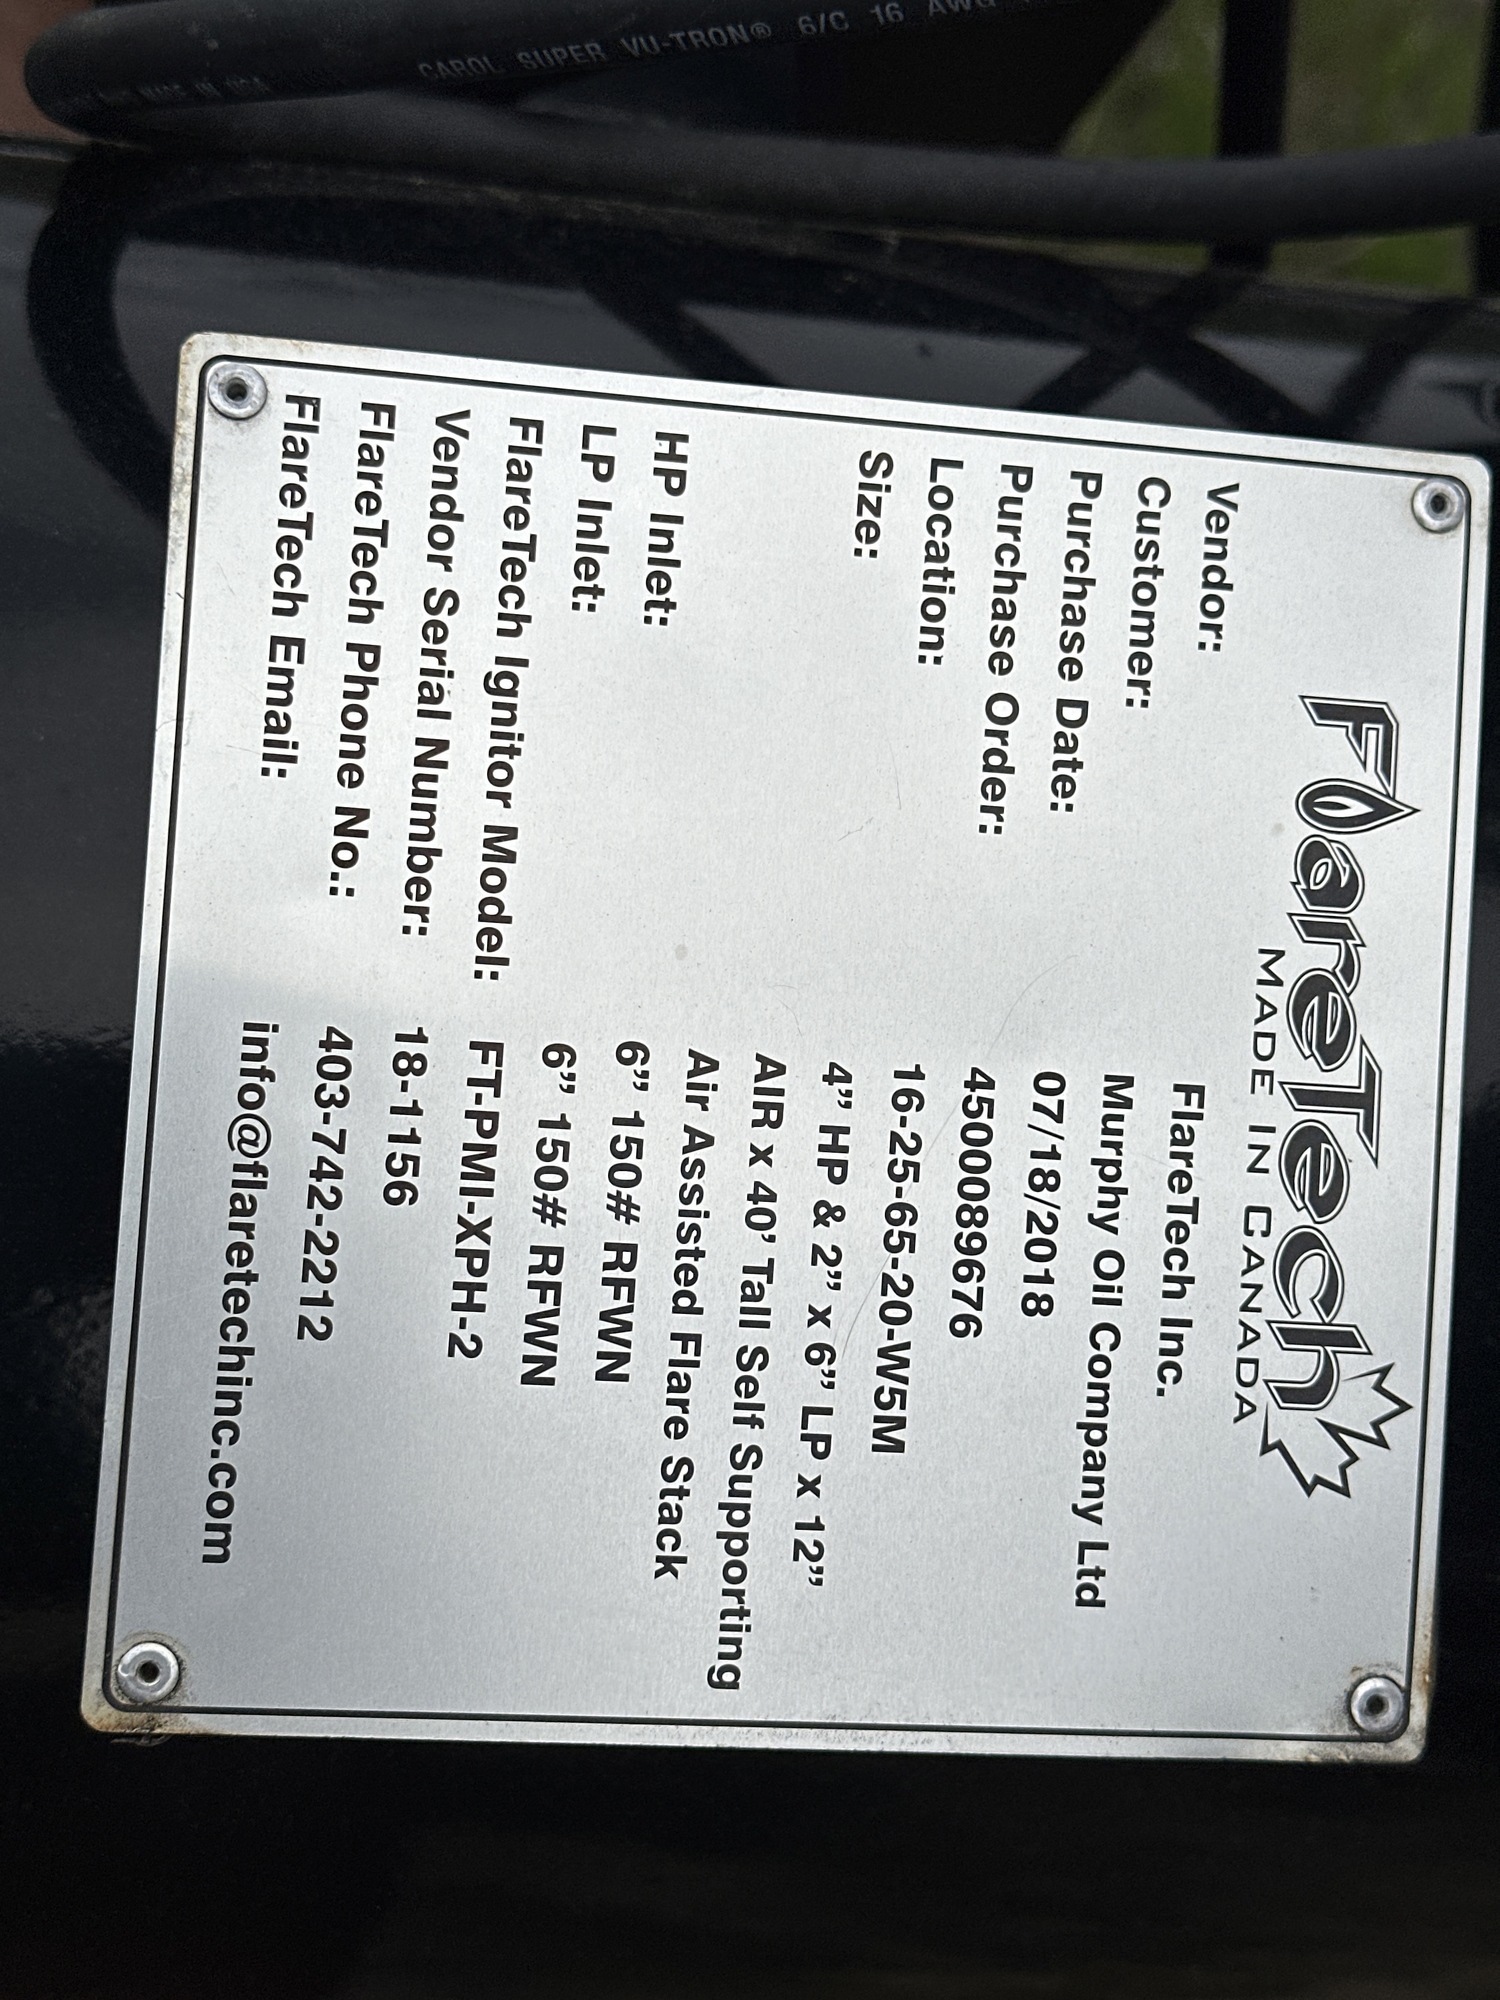 CAROL SUPER VU-TRON® 6/C 16 AWG
MADE IN USA
FlareTech
MADE IN CANADA
Vendor: FlareTech Inc.
Customer: Murphy Oil Company Ltd
Purchase Date: 07/18/2018
Purchase Order: 4500089676
Location: 16-25-65-20-W5M
Size: 4” HP & 2” x 6” LP x 12”
AIR x 40’ Tall Self Supporting
Air Assisted Flare Stack
HP Inlet: 6” 150# RFWN
LP Inlet: 6” 150# RFWN
FlareTech Ignitor Model: FT-PMI-XPH-2
Vendor Serial Number: 18-1156
FlareTech Phone No.: 403-742-2212
FlareTech Email: info@flaretechinc.com